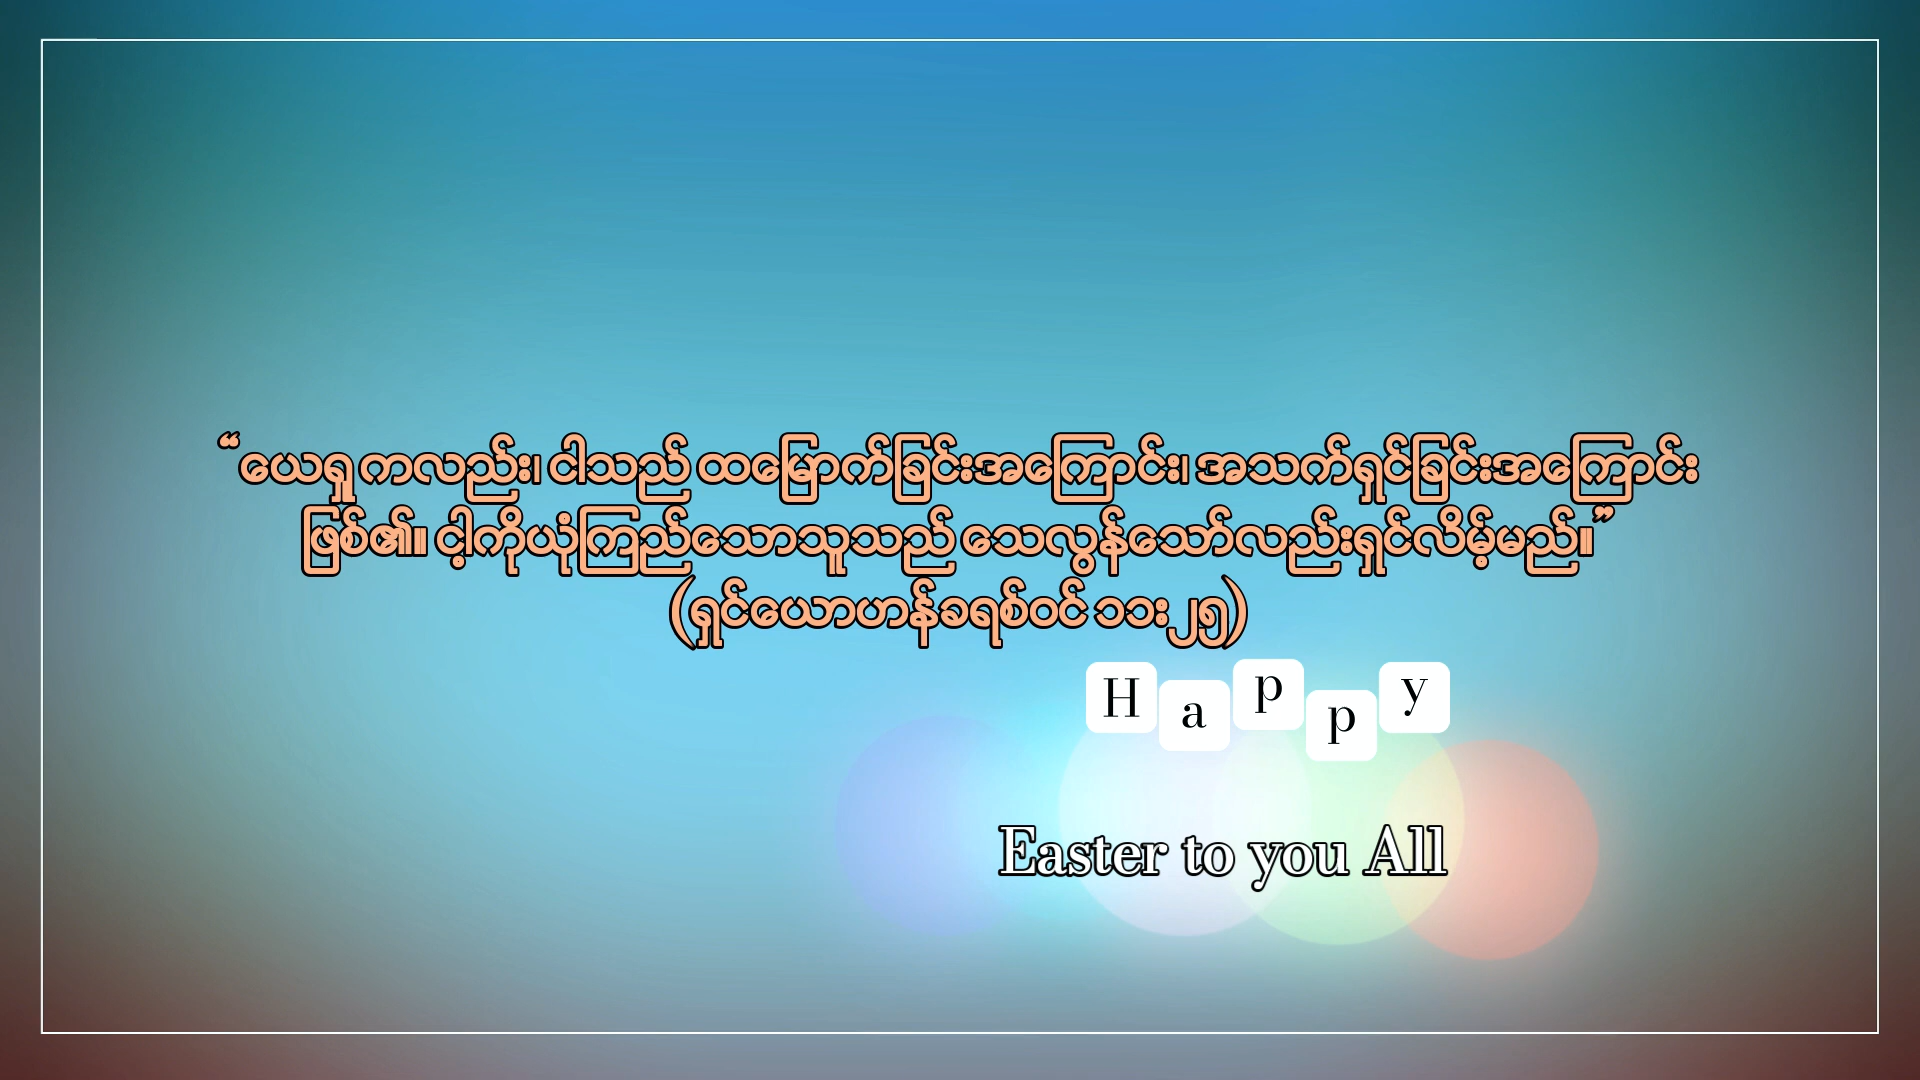 “ယေရှု ကလည်း၊ ငါသည် ထမြောက်ခြင်းအကြောင်း၊ အသက်ရှင်ခြင်းအကြောင်း
ဖြစ်၏။ ငါ့ကိုယုံကြည်သောသူသည် သေလွန်သော်လည်းရှင်လိမ့်မည်။”
(ရှင်ယောဟန်ခရစ်ဝင် ၁၁း၂၅)
Happy
Easter to you All